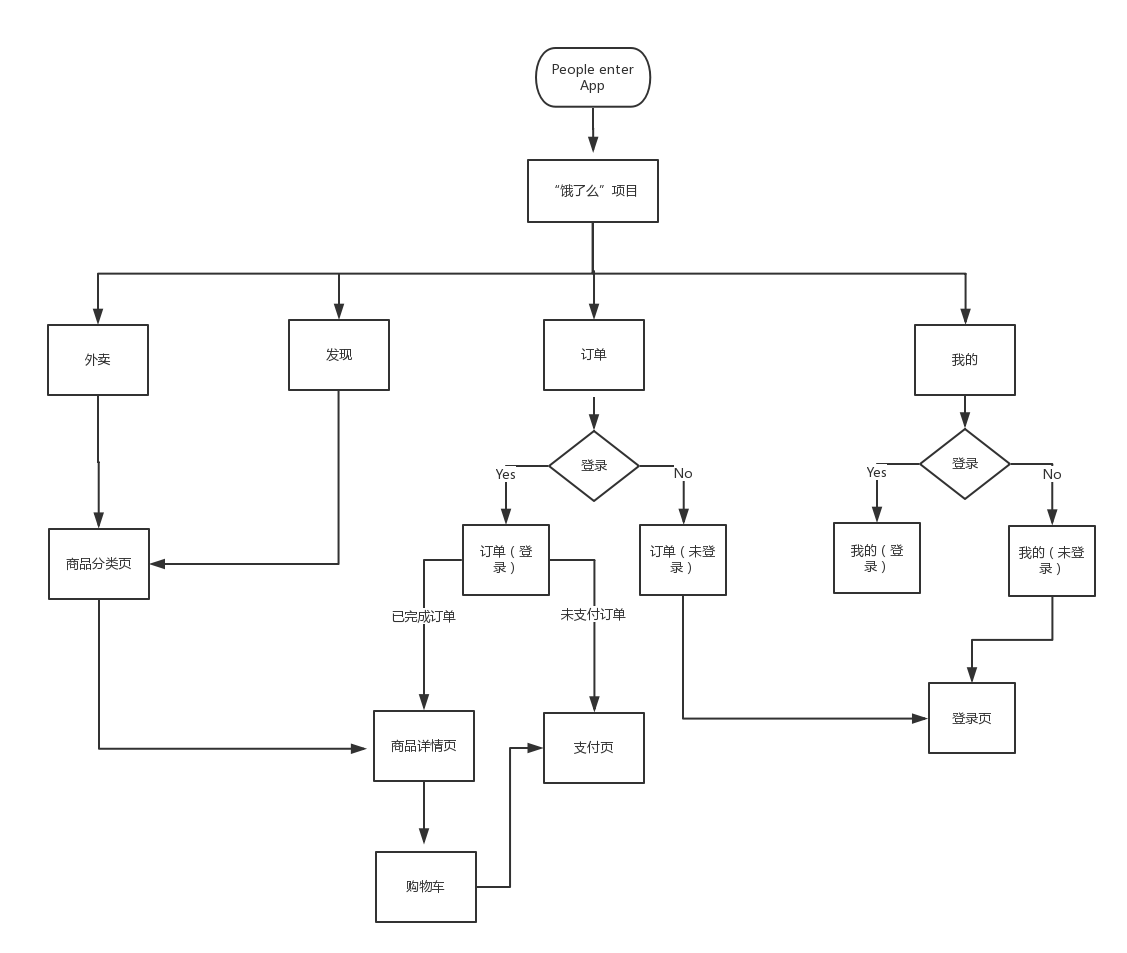 People enter
App
“饿了么”项目
外卖
发现
订单
我的
登录
登录
Yes
No
Yes
No
商品分类页
订单（登
录）
订单（未登
录）
我的（登
录）
我的（未登
录）
已完成订单
未支付订单
商品详情页
支付页
登录页
购物车